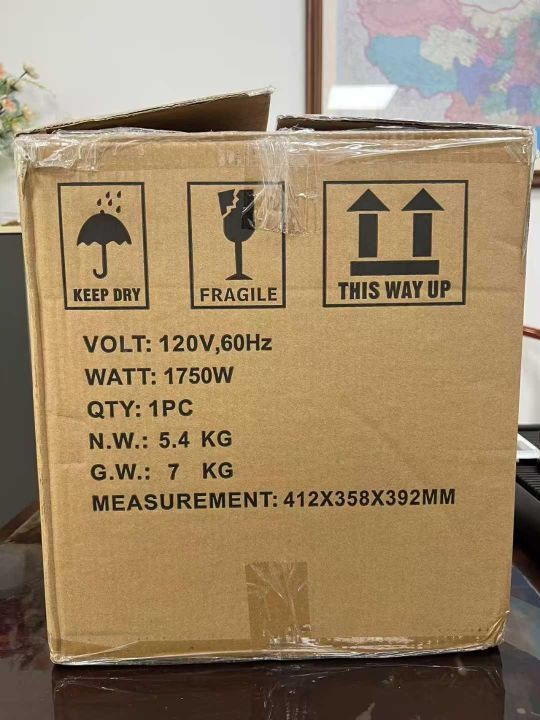 KEEP DRY
FRAGILE
THIS WAY UP
VOLT: 120V,60Hz
WATT: 1750W
QTY: 1PC
N.W.: 5.4 KG
G.W.: 7 KG
MEASUREMENT: 412X358X392MM